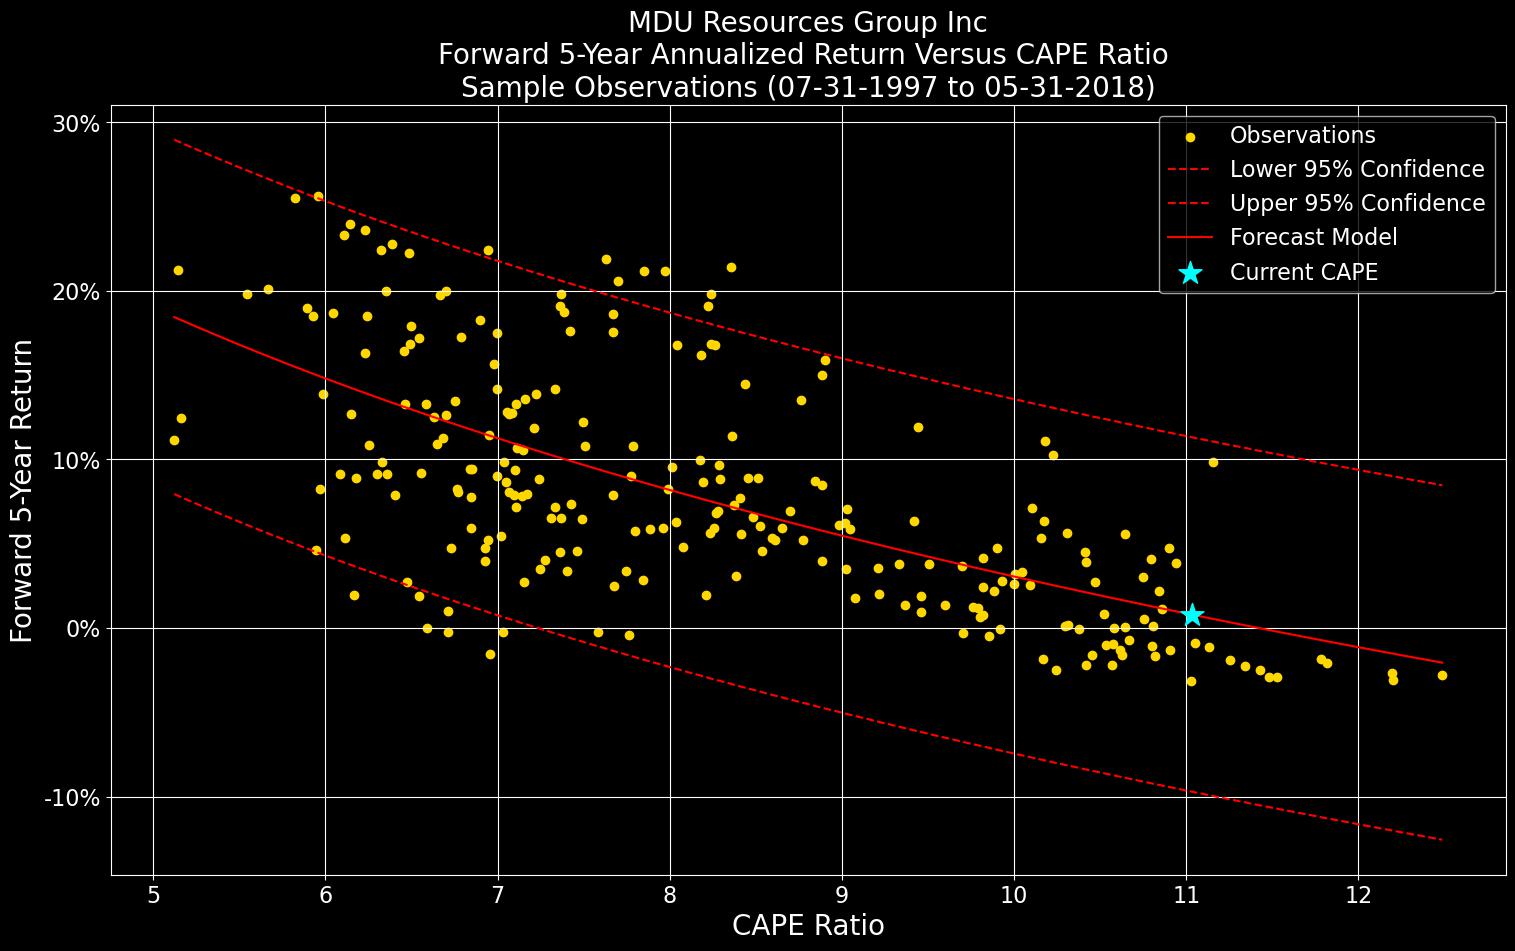 MDU Resources Group Inc
Forward 5-Year Annualized Return Versus CAPE Ratio
Sample Observations (07-31-1997 to 05-31-2018)
Observations
Lower 95% Confidence
Upper 95% Confidence
Forecast Model
Current CAPE
Forward 5-Year Return
30%
20%
10%
0%
-10%
5 6 7 8 9 10 11 12
CAPE Ratio